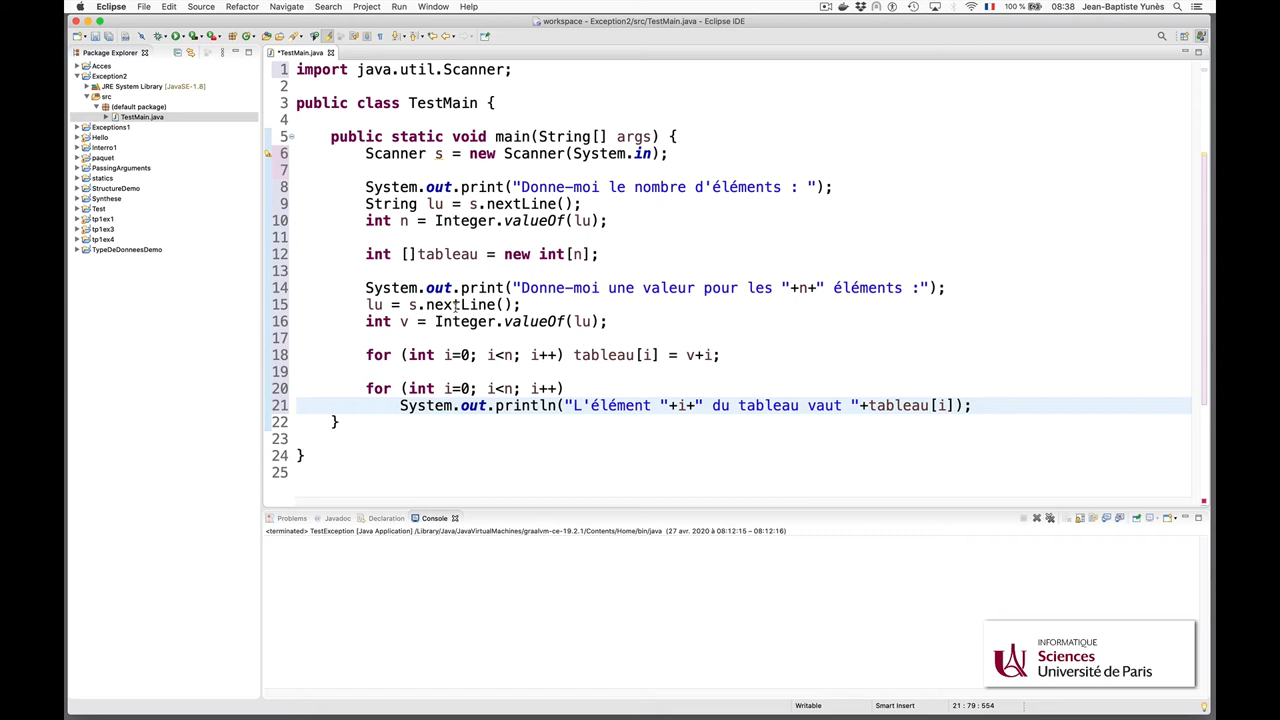 Eclipse File Edit Source Refactor Navigate Search Project Run Window Help 100 % 08:38 Jean-Baptiste Yunès
workspace - Exception2/src/TestMain.java - Eclipse IDE
Package Explorer
*TestMain.java
Acces
Exception2
JRE System Library [JavaSE-1.8]
src
(default package)
TestMain.java
Exceptions1
Hello
Interro1
paquet
PassingArguments
statics
StructureDemo
Synthese
Test
tp1ex1
tp1ex3
tp1ex4
TypeDeDonneesDemo
1 import java.util.Scanner;
2
3 public class TestMain {
4
5 public static void main(String[] args) {
6 Scanner s = new Scanner(System.in);
7
8 System.out.print("Donne-moi le nombre d'éléments : ");
9 String lu = s.nextLine();
10 int n = Integer.valueOf(lu);
11
12 int []tableau = new int[n];
13
14 System.out.print("Donne-moi une valeur pour les "+n+" éléments :");
15 lu = s.nextLine();
16 int v = Integer.valueOf(lu);
17
18 for (int i=0; i<n; i++) tableau[i] = v+i;
19
20 for (int i=0; i<n; i++)
21 System.out.println("L'élément "+i+" du tableau vaut "+tableau[i]);
22 }
23
24 }
25
Problems Javadoc Declaration Console
<terminated> TestException [Java Application] /Library/Java/JavaVirtualMachines/graalvm-ce-19.2.1/Contents/Home/bin/java (27 avr. 2020 à 08:12:15 – 08:12:16)
INFORMATIQUE
Sciences
Université de Paris
Writable Smart Insert 21 : 79 : 554